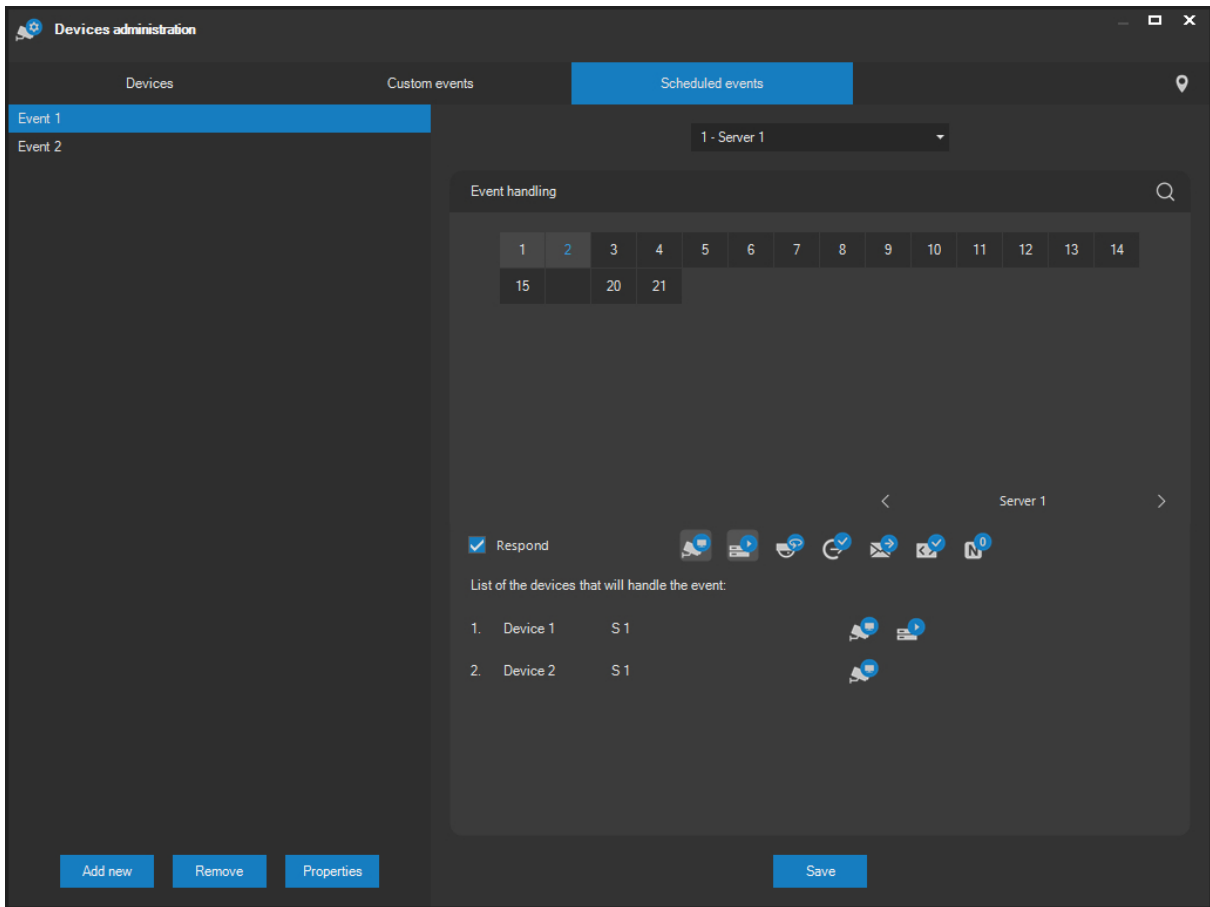 Devices administration
Devices Custom events Scheduled events
Event 1
Event 2
1 - Server 1
Event handling
1 2 3 4 5 6 7 8 9 10 11 12 13 14
15 20 21
Server 1
Respond
N 0
List of the devices that will handle the event:
1. Device 1 S 1
2. Device 2 S 1
Add new Remove Properties Save